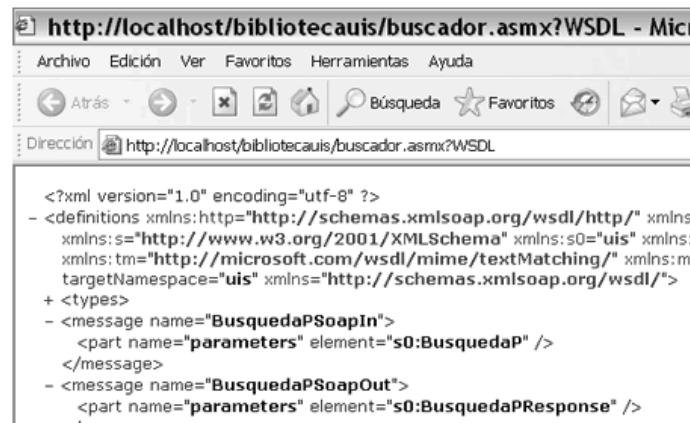 http://localhost/bibliotecauis/buscador.asmx?WSDL - Mic
Archivo Edición Ver Favoritos Herramientas Ayuda
Atrás Búsqueda Favoritos
Dirección http://localhost/bibliotecauis/buscador.asmx?WSDL
<?xml version="1.0" encoding="utf-8" ?>
- <definitions xmlns:http="http://schemas.xmlsoap.org/wsdl/http/" xmlns
xmlns:s="http://www.w3.org/2001/XMLSchema" xmlns:s0="uis" xmlns:
xmlns:tm="http://microsoft.com/wsdl/mime/textMatching/" xmlns:m
targetNamespace="uis" xmlns="http://schemas.xmlsoap.org/wsdl/">
+ <types>
- <message name="BusquedaPSoapIn">
<part name="parameters" element="s0:BusquedaP" />
</message>
- <message name="BusquedaPSoapOut">
<part name="parameters" element="s0:BusquedaPResponse" />